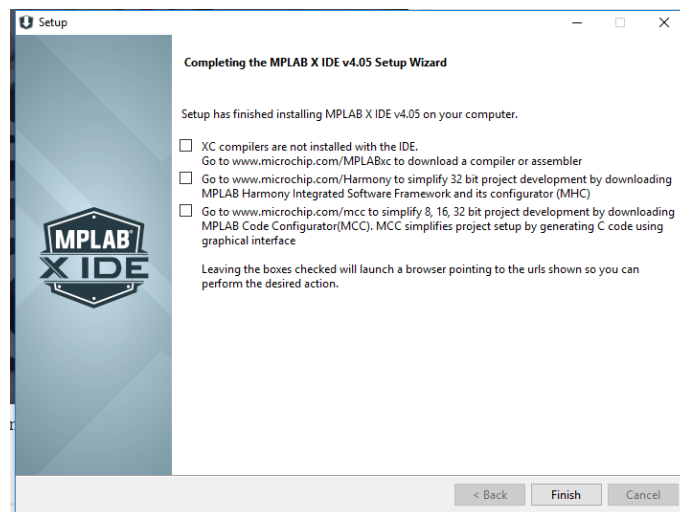 Setup
Completing the MPLAB X IDE v4.05 Setup Wizard
Setup has finished installing MPLAB X IDE v4.05 on your computer.
XC compilers are not installed with the IDE.
Go to www.microchip.com/MPLABxc to download a compiler or assembler
Go to www.microchip.com/Harmony to simplify 32 bit project development by downloading
MPLAB Harmony Integrated Software Framework and its configurator (MHC)
Go to www.microchip.com/mcc to simplify 8, 16, 32 bit project development by downloading
MPLAB Code Configurator(MCC). MCC simplifies project setup by generating C code using
graphical interface
Leaving the boxes checked will launch a browser pointing to the urls shown so you can
perform the desired action.
MPLAB®
X IDE
< Back Finish Cancel